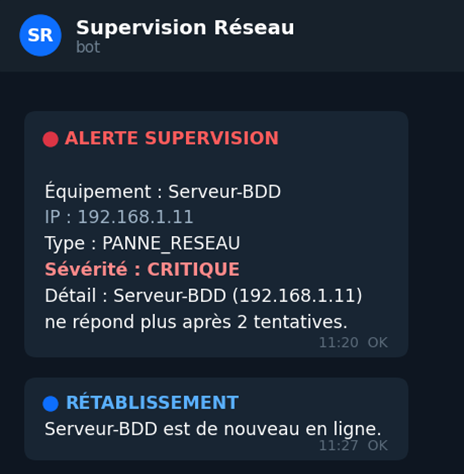 SR
Supervision Réseau
bot
ALERTE SUPERVISION
Équipement : Serveur-BDD
IP : 192.168.1.11
Type : PANNE_RESEAU
Sévérité : CRITIQUE
Détail : Serveur-BDD (192.168.1.11)
ne répond plus après 2 tentatives.
11:20 OK
RÉTABLISSEMENT
Serveur-BDD est de nouveau en ligne.
11:27 OK